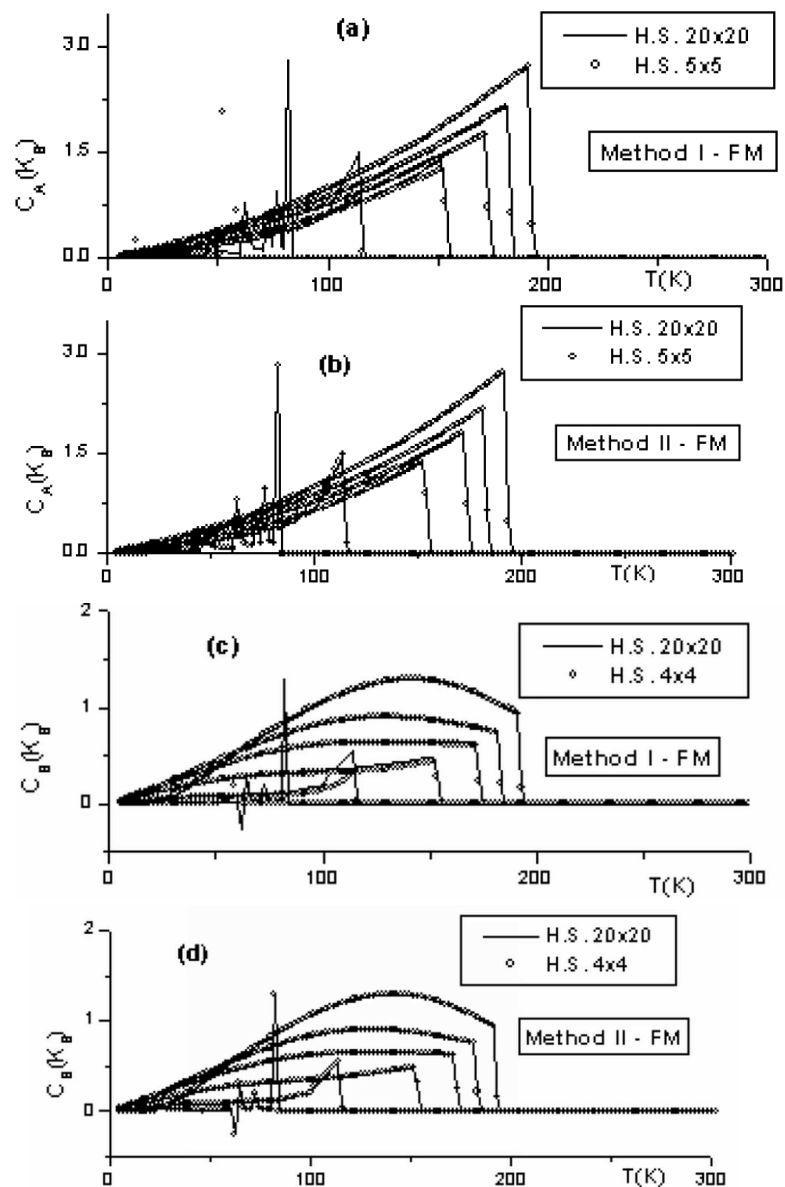 (a)
H.S. 20x20
H.S. 5x5
Method I - FM
C_A(K_B)
3.0
1.5
0.0
0
100
200
300
T(K)
(b)
H.S. 20x20
H.S. 5x5
Method II - FM
C_A(K_B)
3.0
1.5
0.0
0
100
200
300
T(K)
(c)
H.S. 20x20
H.S. 4x4
Method I - FM
C_B(K_B)
2
1
0
0
100
200
300
T(K)
(d)
H.S. 20x20
H.S. 4x4
Method II - FM
C_B(K_B)
2
1
0
0
100
200
300
T(K)